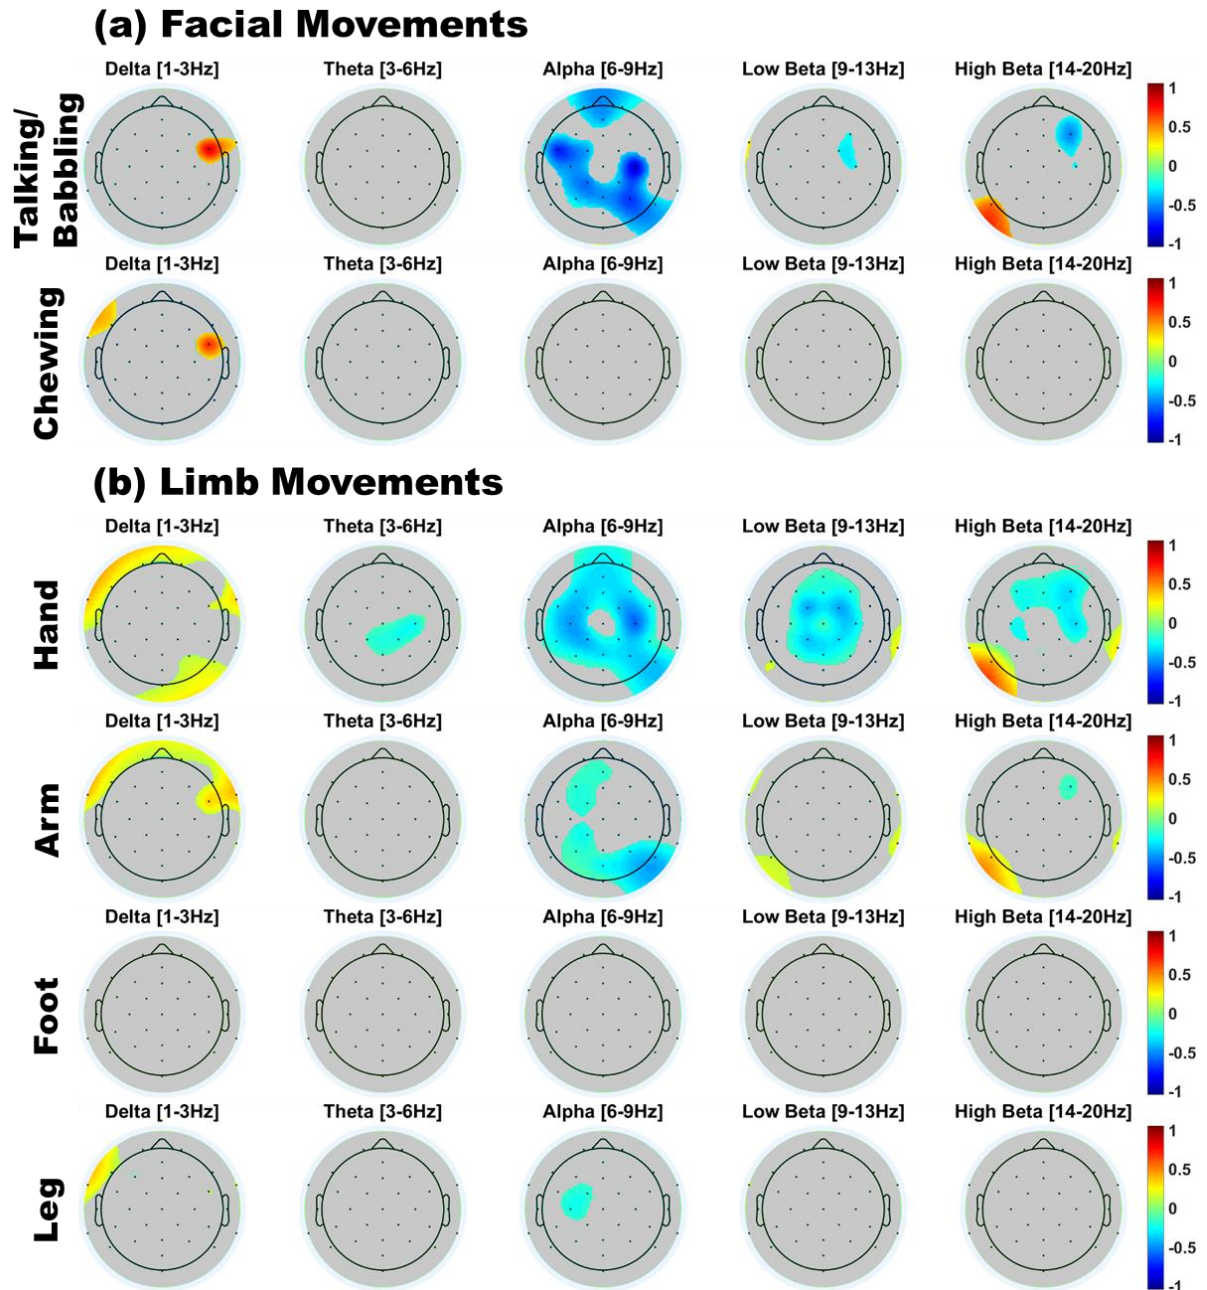 (a) Facial Movements
Talking/
Babbling
Delta [1-3Hz] Theta [3-6Hz] Alpha [6-9Hz] Low Beta [9-13Hz] High Beta [14-20Hz]
1
0.5
0
-0.5
-1
Chewing
Delta [1-3Hz] Theta [3-6Hz] Alpha [6-9Hz] Low Beta [9-13Hz] High Beta [14-20Hz]
1
0.5
0
-0.5
-1
(b) Limb Movements
Hand
Delta [1-3Hz] Theta [3-6Hz] Alpha [6-9Hz] Low Beta [9-13Hz] High Beta [14-20Hz]
1
0.5
0
-0.5
-1
Arm
Delta [1-3Hz] Theta [3-6Hz] Alpha [6-9Hz] Low Beta [9-13Hz] High Beta [14-20Hz]
1
0.5
0
-0.5
-1
Foot
Delta [1-3Hz] Theta [3-6Hz] Alpha [6-9Hz] Low Beta [9-13Hz] High Beta [14-20Hz]
1
0.5
0
-0.5
-1
Leg
Delta [1-3Hz] Theta [3-6Hz] Alpha [6-9Hz] Low Beta [9-13Hz] High Beta [14-20Hz]
1
0.5
0
-0.5
-1